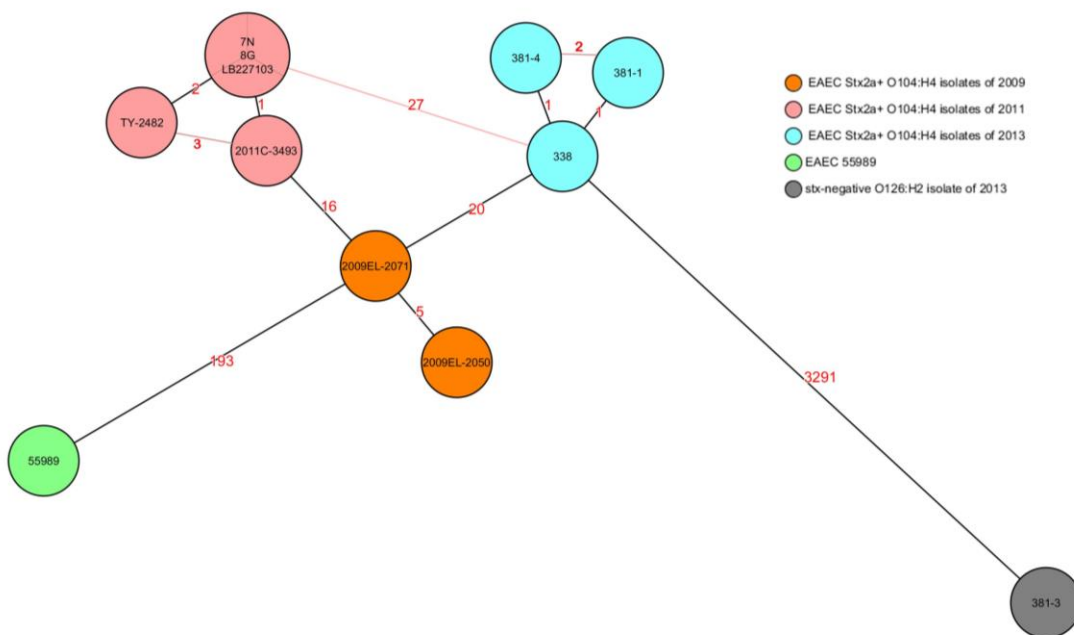 7N
8G
LB227103
381-4
2
381-1
EAEC Stx2a+ O104:H4 isolates of 2009
2
1
27
1
1
EAEC Stx2a+ O104:H4 isolates of 2011
TY-2482
EAEC Stx2a+ O104:H4 isolates of 2013
3
2011C-3493
338
EAEC 55989
stx-negative O126:H2 isolate of 2013
16
20
2009EL-2071
5
193
2009EL-2050
3291
55989
381-3